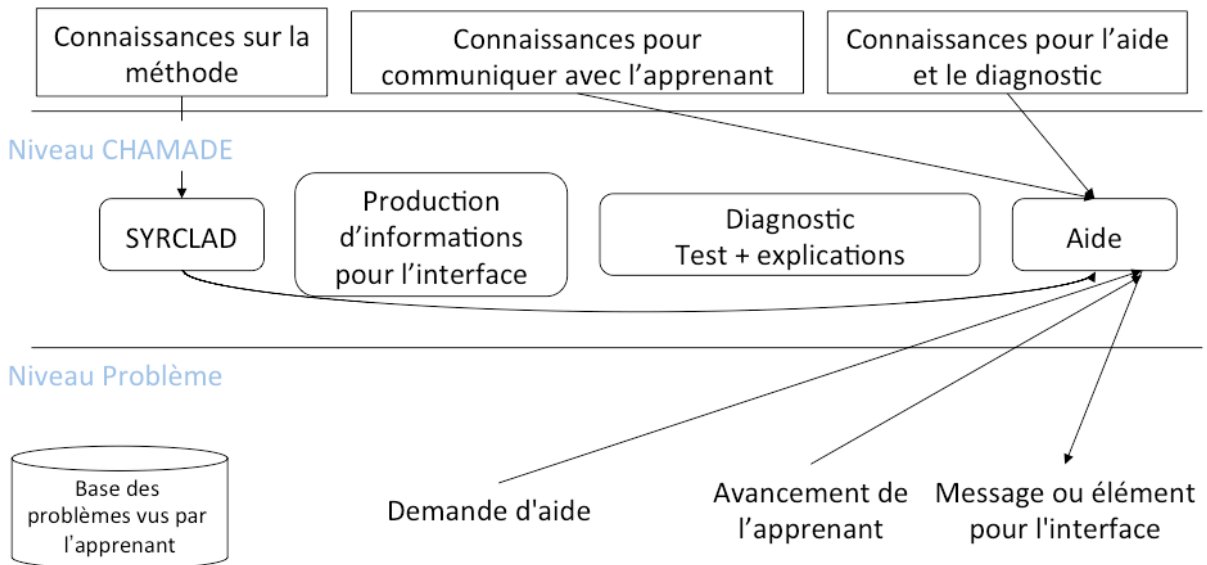 Connaissances sur la
méthode
Connaissances pour
communiquer avec l’apprenant
Connaissances pour l’aide
et le diagnostic
Niveau CHAMADE
SYRCLAD
Production
d’informations
pour l’interface
Diagnostic
Test + explications
Aide
Niveau Problème
Base des
problèmes vus par
l’apprenant
Demande d'aide
Avancement de
l’apprenant
Message ou élément
pour l'interface